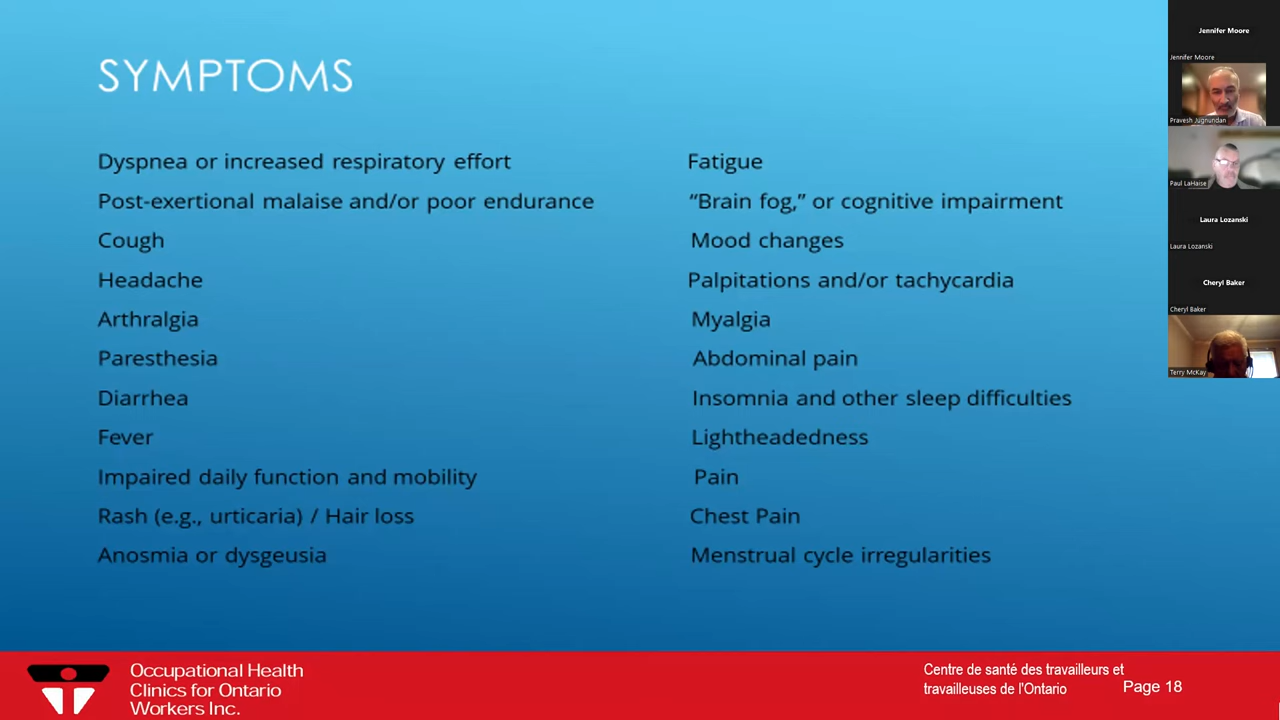 SYMPTOMS
Dyspnea or increased respiratory effort
Post-exertional malaise and/or poor endurance
Cough
Headache
Arthralgia
Paresthesia
Diarrhea
Fever
Impaired daily function and mobility
Rash (e.g., urticaria) / Hair loss
Anosmia or dysgeusia
Fatigue
“Brain fog,” or cognitive impairment
Mood changes
Palpitations and/or tachycardia
Myalgia
Abdominal pain
Insomnia and other sleep difficulties
Lightheadedness
Pain
Chest Pain
Menstrual cycle irregularities
Jennifer Moore
Jennifer Moore
Pravesh Jugnundan
Paul LaHaise
Laura Lozanski
Laura Lozanski
Cheryl Baker
Cheryl Baker
Terry McKay
Occupational Health
Clinics for Ontario
Workers Inc.
Centre de santé des travailleurs et
travailleuses de l'Ontario
Page 18